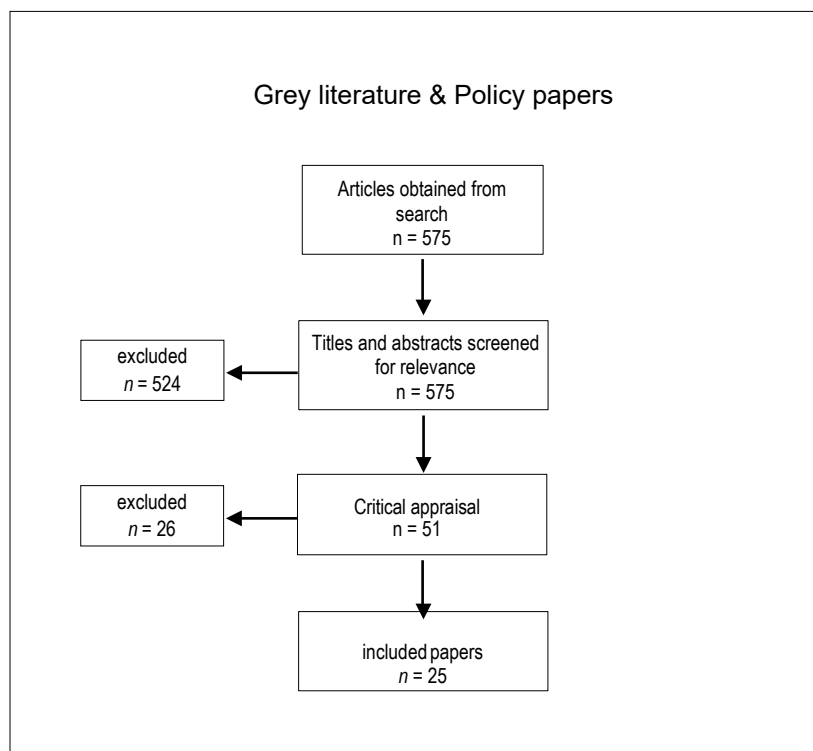 Grey literature & Policy papers
Articles obtained from
search
n = 575
Titles and abstracts screened
for relevance
n = 575
excluded
n = 524
Critical appraisal
n = 51
excluded
n = 26
included papers
n = 25